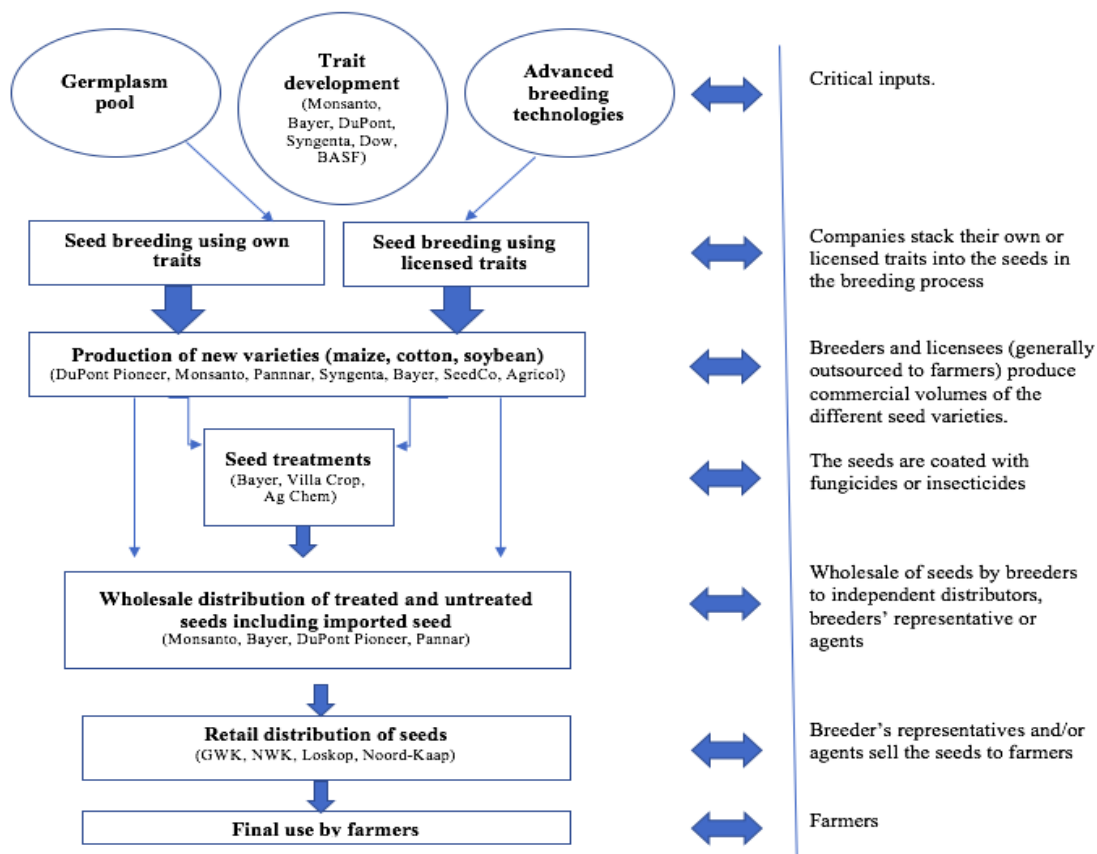 Germplasm
pool
Trait
development
(Monsanto,
Bayer, DuPont,
Syngenta, Dow,
BASF)
Advanced
breeding
technologies
Critical inputs.
Seed breeding using own
traits
Seed breeding using
licensed traits
Companies stack their own or
licensed traits into the seeds in
the breeding process
Production of new varieties (maize, cotton, soybean)
(DuPont Pioneer, Monsanto, Pannnar, Syngenta, Bayer, SeedCo, Agricol)
Breeders and licensees (generally
outsourced to farmers) produce
commercial volumes of the
different seed varieties.
Seed treatments
(Bayer, Villa Crop,
Ag Chem)
The seeds are coated with
fungicides or insecticides
Wholesale distribution of treated and untreated
seeds including imported seed
(Monsanto, Bayer, DuPont Pioneer, Pannar)
Wholesale of seeds by breeders
to independent distributors,
breeders’ representative or
agents
Retail distribution of seeds
(GWK, NWK, Loskop, Noord-Kaap)
Breeder’s representatives and/or
agents sell the seeds to farmers
Final use by farmers
Farmers